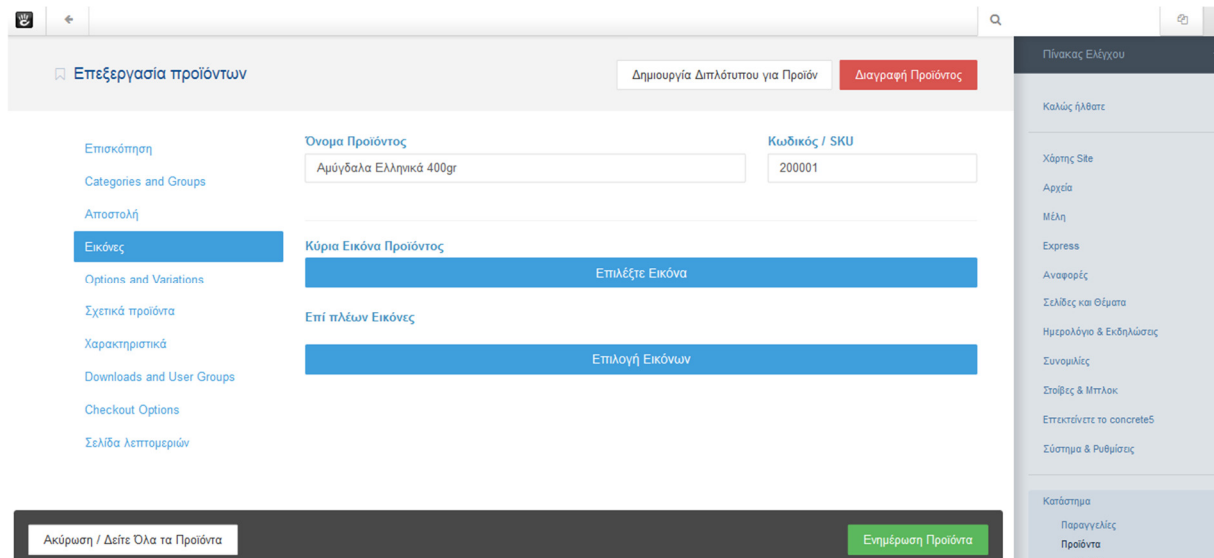 Επεξεργασία προϊόντων
Δημιουργία Διπλότυπου για Προϊόν
Διαγραφή Προϊόντος
Επισκόπηση
Categories and Groups
Αποστολή
Εικόνες
Options and Variations
Σχετικά προϊόντα
Χαρακτηριστικά
Downloads and User Groups
Checkout Options
Σελίδα λεπτομεριών
Όνομα Προϊόντος
Κωδικός / SKU
Αμύγδαλα Ελληνικά 400gr
200001
Κύρια Εικόνα Προϊόντος
Επιλέξτε Εικόνα
Επί πλέων Εικόνες
Επιλογή Εικόνων
Ακύρωση / Δείτε Όλα τα Προϊόντα
Ενημέρωση Προϊόντα
Πίνακας Ελέγχου
Καλώς ήλθατε
Χάρτης Site
Αρχεία
Μέλη
Express
Αναφορές
Σελίδες και Θέματα
Ημερολόγιο & Εκδηλώσεις
Συνομιλίες
Στοίβες & Μπλοκ
Επεκτείνετε το concrete5
Σύστημα & Ρυθμίσεις
Κατάστημα
Παραγγελίες
Προϊόντα